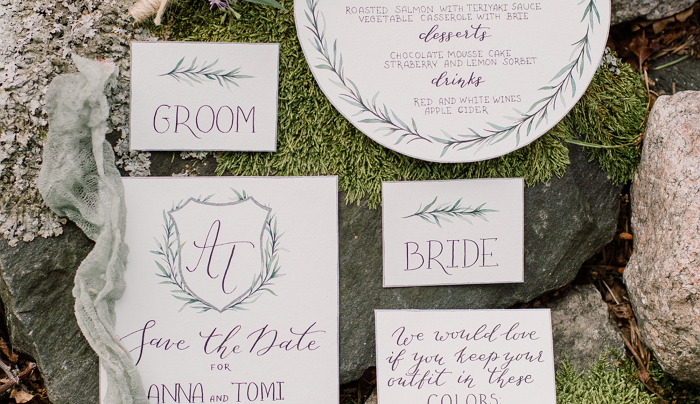 ROASTED SALMON WITH TERIYAKI SAUCE
VEGETABLE CASSEROLE WITH BRIE
desserts
CHOCOLATE MOUSSE CAKE
STRABERRY AND LEMON SORBET
drinks
RED AND WHITE WINES
APPLE CIDER
GROOM
BRIDE
AT
Save the Date
FOR
ANNA AND TOMI
We would love
if you keep your
outfit in these
COLORS: